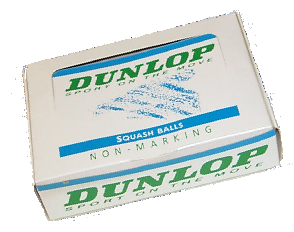 DUNLOP
SPORT ON THE MOVE
SQUASH BALLS
NON-MARKING
DUNLOP
SPORT ON THE MOVE